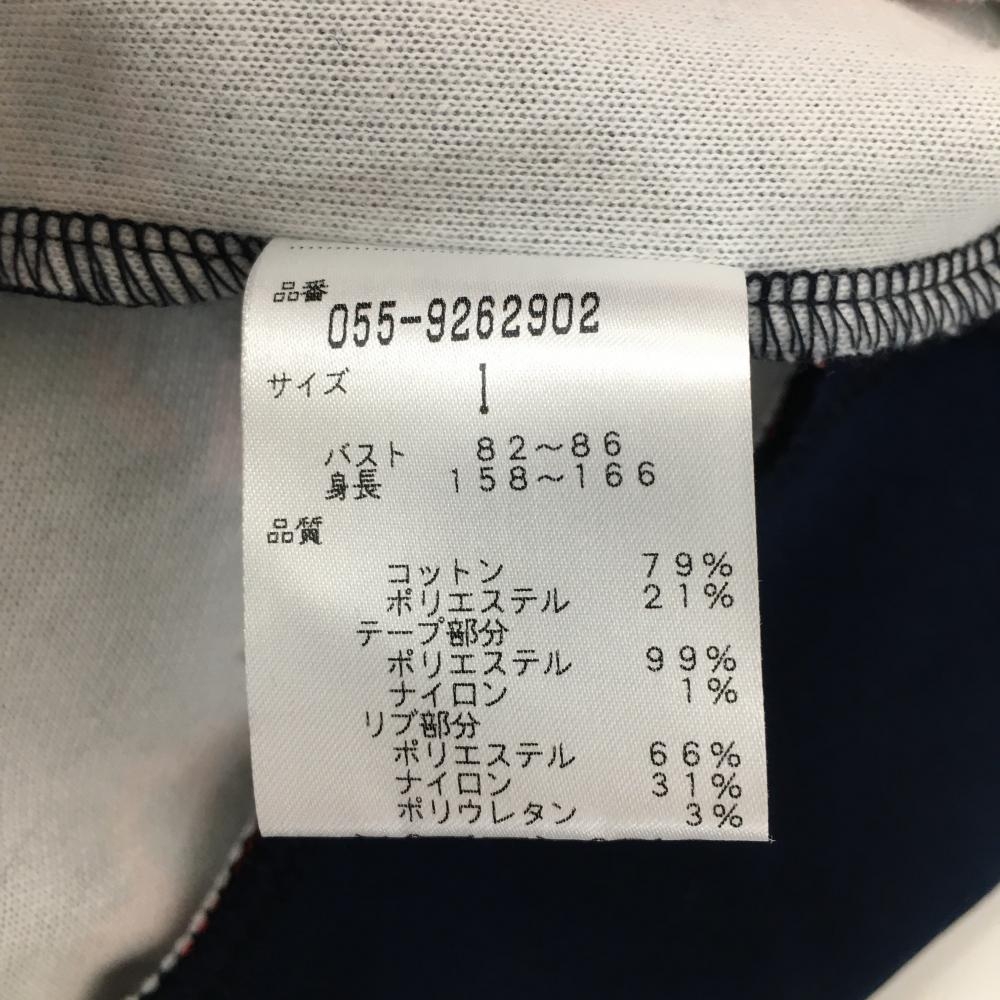 品番
055-9262902
サイズ 1
バスト 82〜86
身長 158〜166
品質
コットン 79%
ポリエステル 21%
テープ部分
ポリエステル 99%
ナイロン 1%
リブ部分
ポリエステル 66%
ナイロン 31%
ポリウレタン 3%